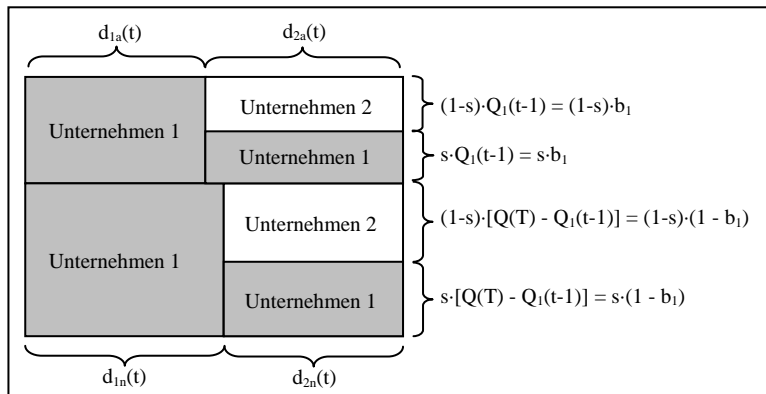 d₁ₐ(t) d₂ₐ(t)
Unternehmen 2 (1-s)·Q₁(t-1) = (1-s)·b₁
Unternehmen 1
Unternehmen 1 s·Q₁(t-1) = s·b₁
Unternehmen 2 (1-s)·[Q(T) - Q₁(t-1)] = (1-s)·(1 - b₁)
Unternehmen 1
Unternehmen 1 s·[Q(T) - Q₁(t-1)] = s·(1 - b₁)
d₁ₙ(t) d₂ₙ(t)